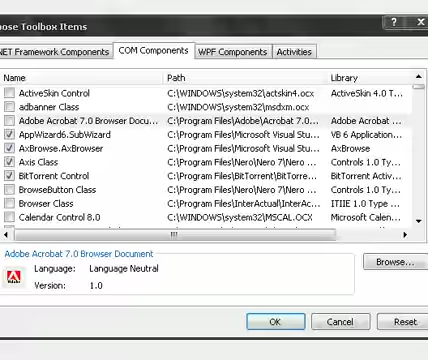 oose Toolbox Items
NET Framework Components COM Components WPF Components Activities
Name Path Library
ActiveSkin Control C:\WINDOWS\system32\actskin4.ocx ActiveSkin 4.0 T...
adbanner Class C:\WINDOWS\system32\msdxm.ocx
Adobe Acrobat 7.0 Browser Docu... C:\Program Files\Adobe\Acrobat 7.0... Adobe Acrobat ...
AppWizard6.SubWizard C:\Program Files\Microsoft Visual Stu... VB 6 Application...
AxBrowse.AxBrowser C:\Program Files\Microsoft Visual Stu... AxBrowse
Axis Class C:\Program Files\Nero\Nero 7\Nero ... Controls 1.0 Ty...
BitTorrent Control C:\Program Files\BitTorrent\BitTorre... BitTorrent Activ...
BrowseButton Class C:\Program Files\Nero\Nero 7\Nero ... Controls 1.0 Ty...
Browser Class C:\Program Files\InterActual\InterAc... ITIIE 1.0 Type ...
Calendar Control 8.0 C:\WINDOWS\system32\MSCAL.OCX Microsoft Calen...
Adobe Acrobat 7.0 Browser Document
Language: Language Neutral
Version: 1.0
Browse...
OK Cancel Reset